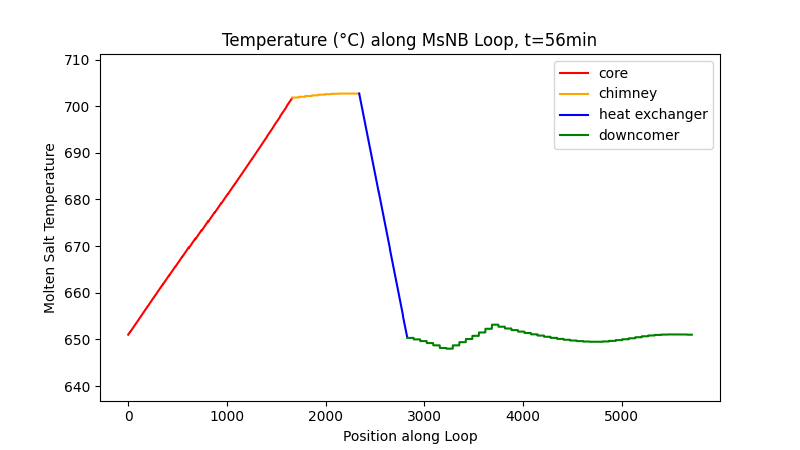 Temperature (°C) along MsNB Loop, t=56min
710
700
690
680
670
660
650
640
Molten Salt Temperature
core
chimney
heat exchanger
downcomer
0 1000 2000 3000 4000 5000
Position along Loop